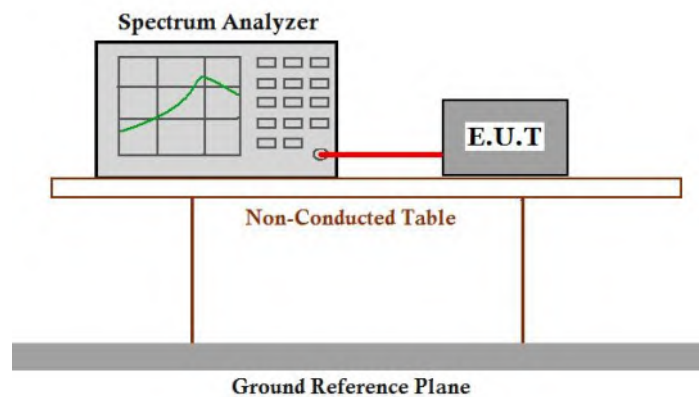 Spectrum Analyzer
E.U.T
Non-Conducted Table
Ground Reference Plane